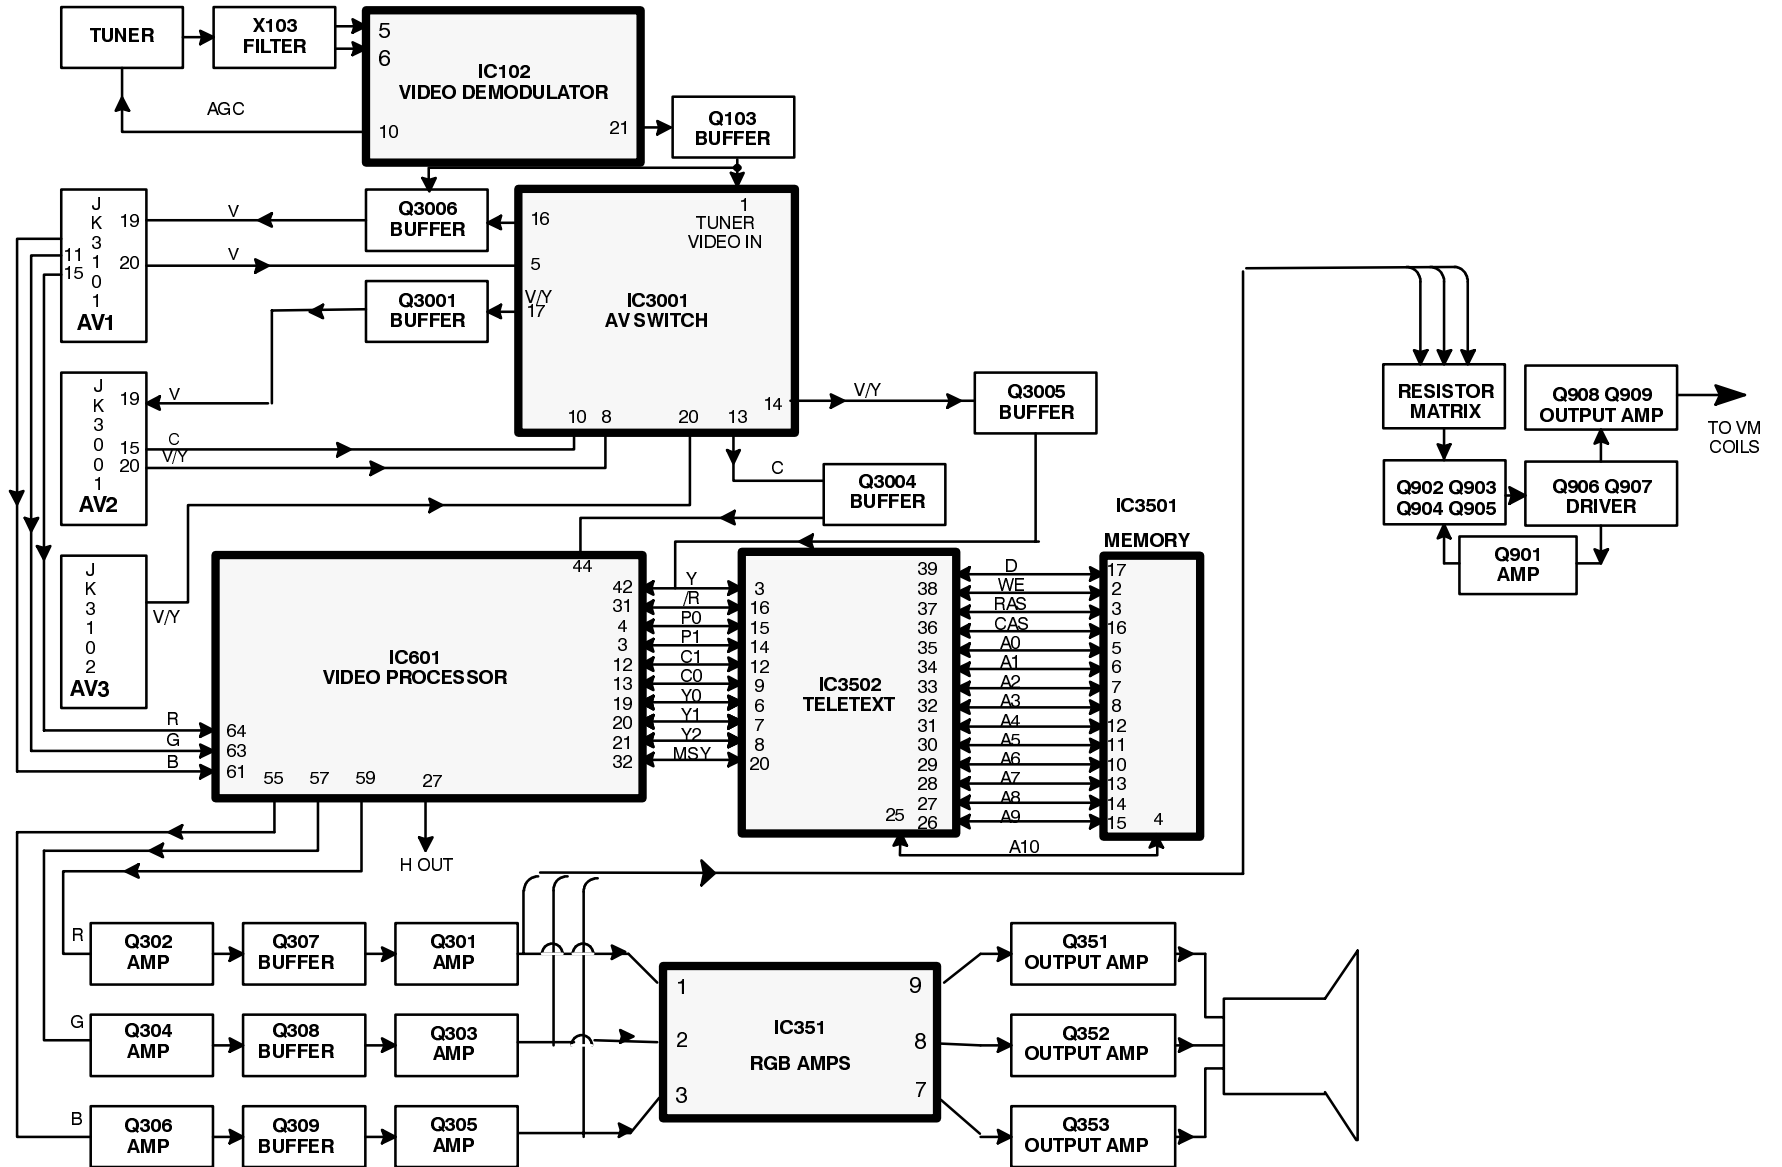 TUNER
X103
FILTER
5
6
IC102
VIDEO DEMODULATOR
10
21
AGC
Q103
BUFFER
J
K
3
1
0
1
AV1
19
11
15
20
V
V
Q3006
BUFFER
Q3001
BUFFER
16
5
V/Y
17
1
TUNER
VIDEO IN
IC3001
AV SWITCH
10
8
20
13
14
V/Y
Q3005
BUFFER
J
K
3
0
0
1
AV2
19
15
20
V
C
V/Y
C
Q3004
BUFFER
J
K
3
1
0
2
AV3
V/Y
R
G
B
44
IC601
VIDEO PROCESSOR
64
63
61
55
57
59
27
H OUT
42
31
4
3
12
13
19
20
21
32
Y
/R
P0
P1
C1
C0
Y0
Y1
Y2
MSY
3
16
15
14
12
9
6
7
8
20
IC3502
TELETEXT
39
38
37
36
35
34
33
32
31
30
29
28
27
26
25
D
WE
RAS
CAS
A0
A1
A2
A3
A4
A5
A6
A7
A8
A9
A10
IC3501
MEMORY
17
2
3
16
5
6
7
8
12
11
10
13
14
15
4
RESISTOR
MATRIX
Q902 Q903
Q904 Q905
Q908 Q909
OUTPUT AMP
Q906 Q907
DRIVER
Q901
AMP
TO VM
COILS
R
Q302
AMP
Q307
BUFFER
Q301
AMP
G
Q304
AMP
Q308
BUFFER
Q303
AMP
B
Q306
AMP
Q309
BUFFER
Q305
AMP
1
2
3
IC351
RGB AMPS
9
8
7
Q351
OUTPUT AMP
Q352
OUTPUT AMP
Q353
OUTPUT AMP